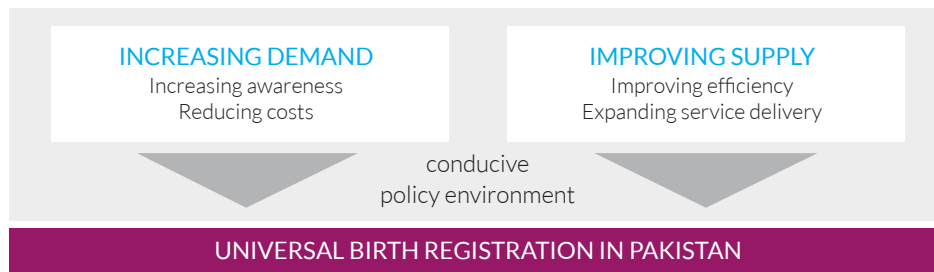 INCREASING DEMAND
Increasing awareness
Reducing costs
IMPROVING SUPPLY
Improving efficiency
Expanding service delivery
conducive
policy environment
UNIVERSAL BIRTH REGISTRATION IN PAKISTAN